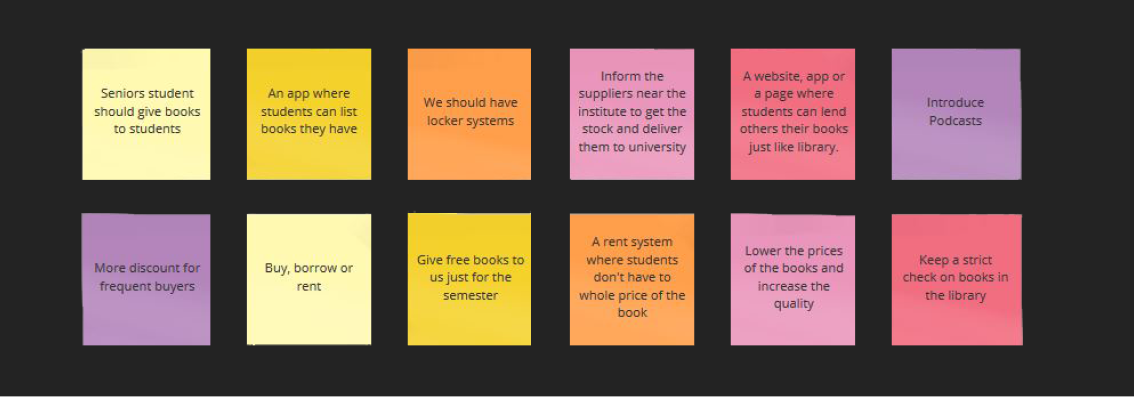 Seniors student
should give books
to students
An app where
students can list
books they have
We should have
locker systems
Inform the
suppliers near the
institute to get the
stock and deliver
them to university
A website, app or
a page where
students can lend
others their books
just like library.
Introduce
Podcasts
More discount for
frequent buyers
Buy, borrow or
rent
Give free books to
us just for the
semester
A rent system
where students
don't have to
whole price of the
book
Lower the prices
of the books and
increase the
quality
Keep a strict
check on books in
the library